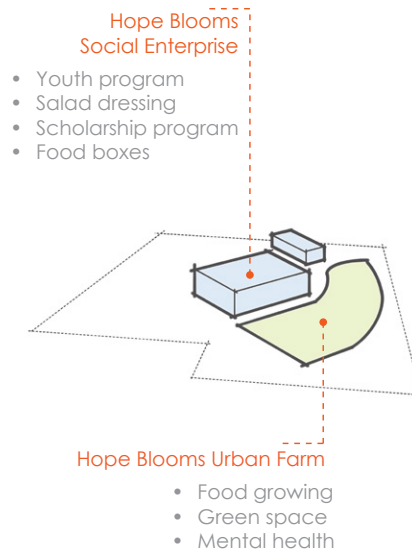 Hope Blooms
Social Enterprise
• Youth program
• Salad dressing
• Scholarship program
• Food boxes
Hope Blooms Urban Farm
• Food growing
• Green space
• Mental health